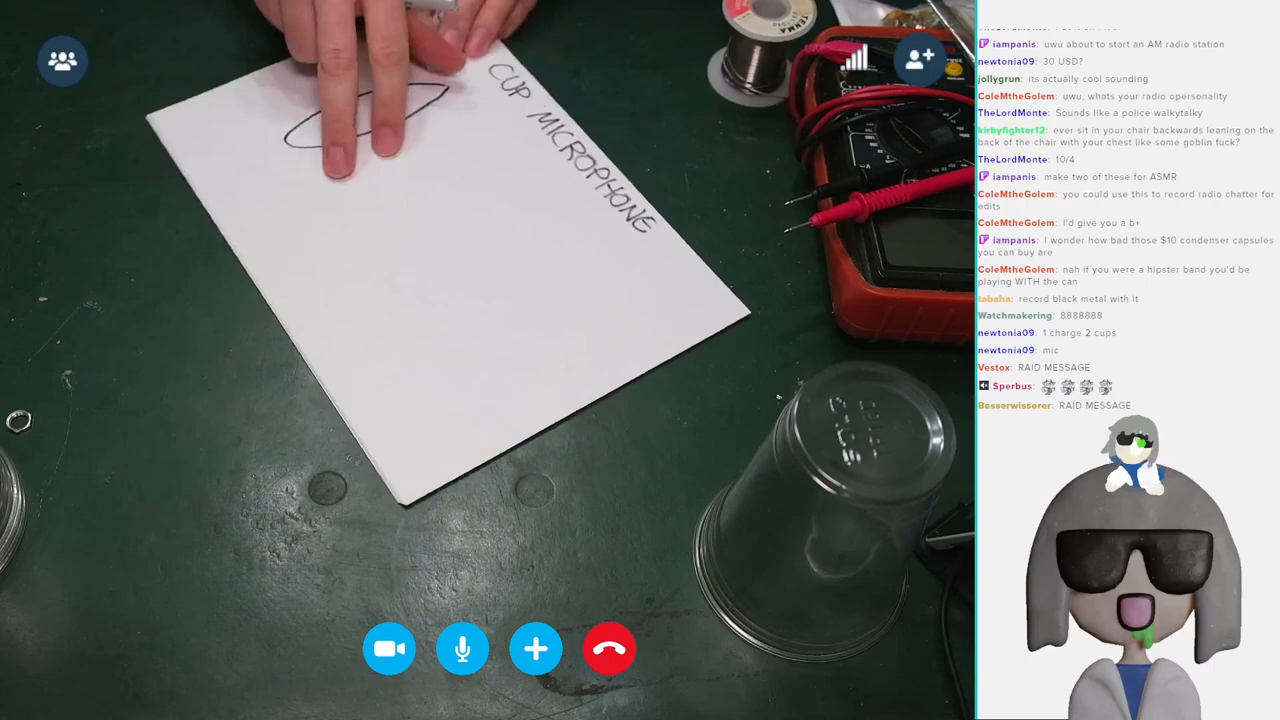 CUP MICROPHONE
TENMA
iampanis: uwu about to start an AM radio station
newtonia09: 30 USD?
jollygrun: its actually cool sounding
ColeMtheGolem: uwu, whats your radio opersonality
TheLordMonte: Sounds like a police walkytalky
kirbyfighter12: ever sit in your chair backwards leaning on the
back of the chair with your chest like some goblin fuck?
TheLordMonte: 10/4
iampanis: make two of these for ASMR
ColeMtheGolem: you could use this to record radio chatter for
edits
ColeMtheGolem: I'd give you a b+
iampanis: I wonder how bad those $10 condenser capsules
you can buy are
ColeMtheGolem: nah if you were a hipster band you'd be
playing WITH the can
tabaha: record black metal with it
Watchmakering: 8888888
newtonia09: 1 charge 2 cups
newtonia09: mic
Vestox: RAID MESSAGE
Sperbus:
Besserwisserer: RAID MESSAGE